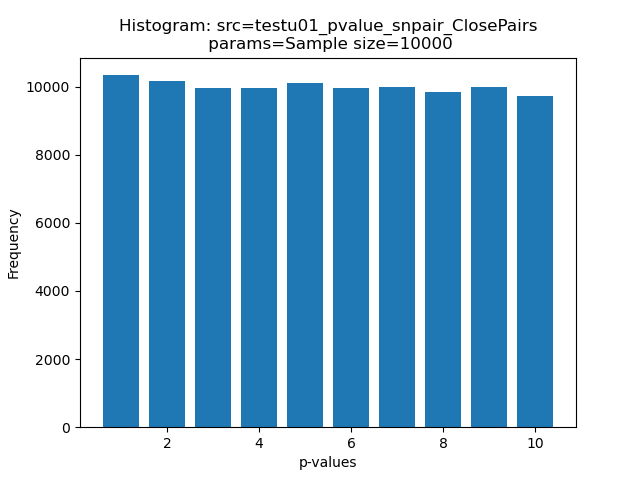 Histogram: src=testu01_pvalue_snpair_ClosePairs
params=Sample size=10000
10000
8000
6000
4000
2000
0
Frequency
2 4 6 8 10
p-values